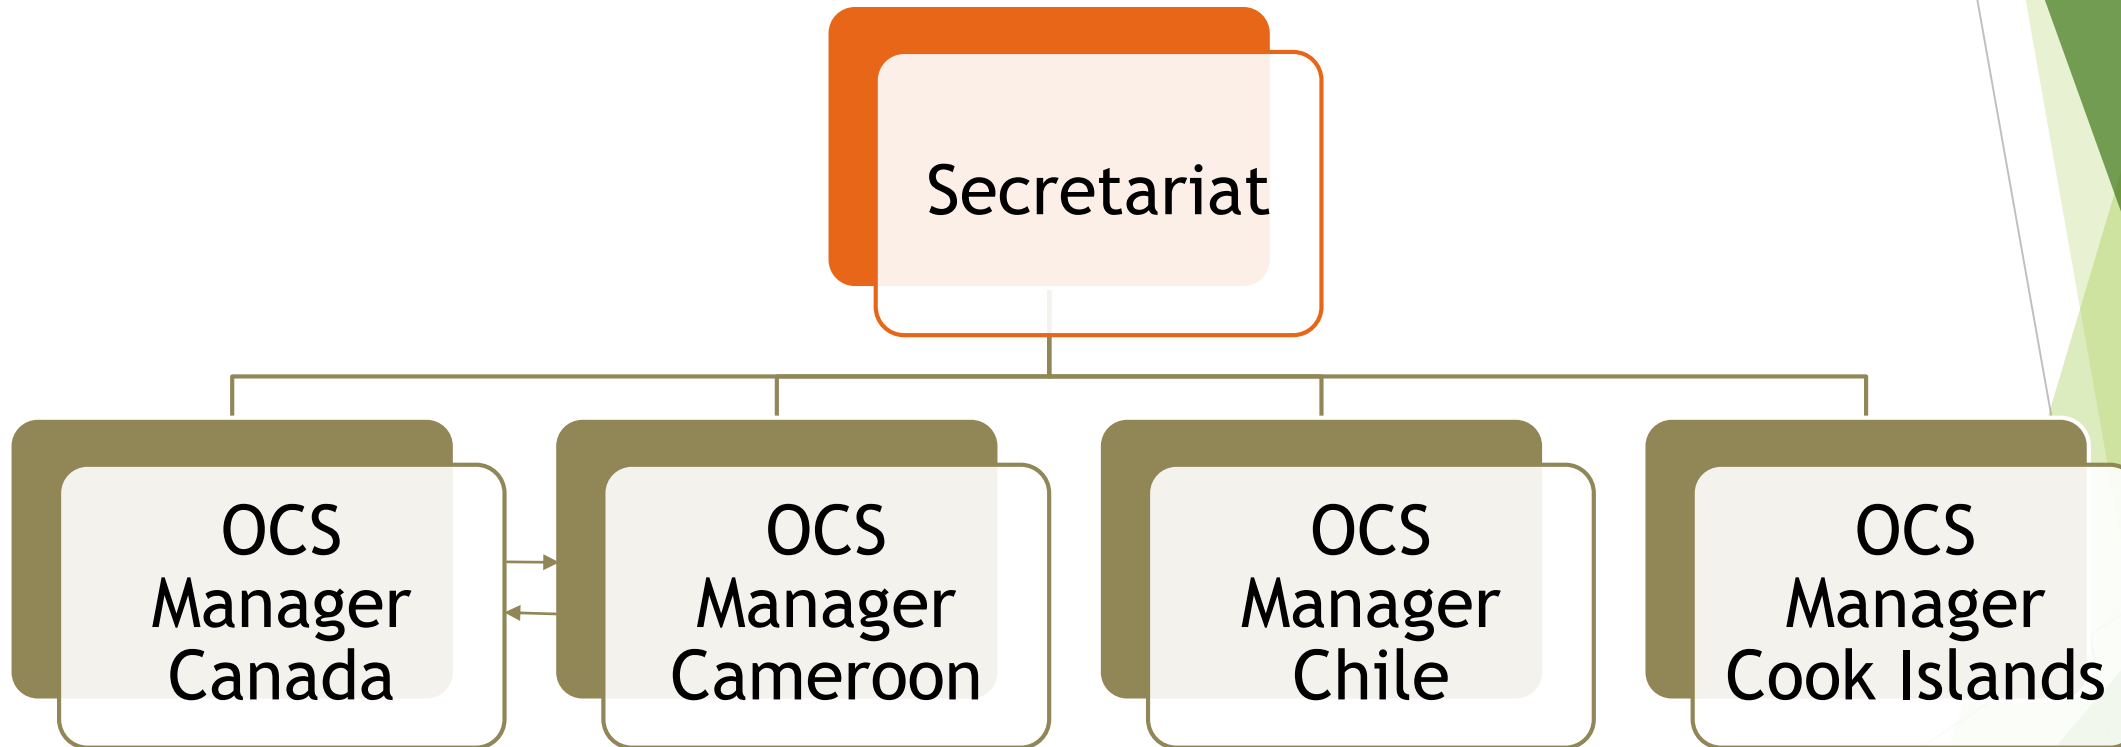 Secretariat
OCS
Manager
Canada
OCS
Manager
Cameroon
OCS
Manager
Chile
OCS
Manager
Cook Islands